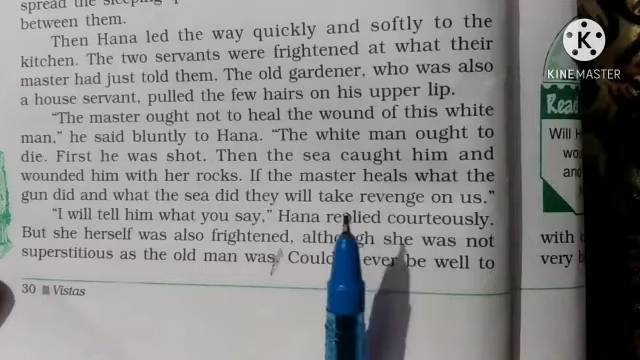 spread the sleeping
between them.
Then Hana led the way quickly and softly to the
kitchen. The two servants were frightened at what their
master had just told them. The old gardener, who was also
a house servant, pulled the few hairs on his upper lip.
"The master ought not to heal the wound of this white
man," he said bluntly to Hana. "The white man ought to
die. First he was shot. Then the sea caught him and
wounded him with her rocks. If the master heals what the
gun did and what the sea did they will take revenge on us."
"I will tell him what you say," Hana replied courteously.
But she herself was also frightened, although she was not
superstitious as the old man was. Could ever be well to
30 Vistas
KINEMASTER
Read
Will H
wou
and
with
very